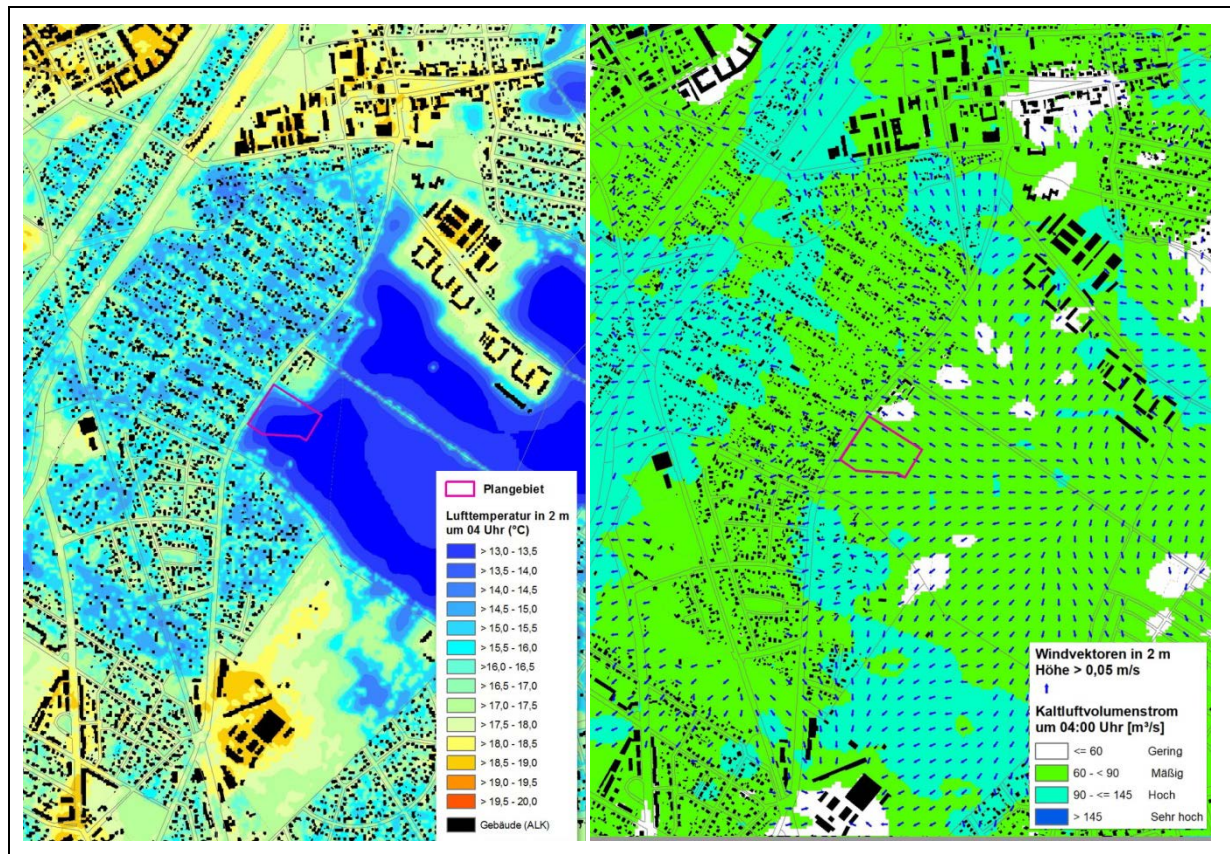 Plangebiet
Lufttemperatur in 2 m
um 04 Uhr (°C)
> 13,0 - 13,5
> 13,5 - 14,0
> 14,0 - 14,5
> 14,5 - 15,0
> 15,0 - 15,5
> 15,5 - 16,0
>16,0 - 16,5
> 16,5 - 17,0
> 17,0 - 17,5
> 17,5 - 18,0
> 18,0 - 18,5
> 18,5 - 19,0
> 19,0 - 19,5
> 19,5 - 20,0
Gebäude (ALK)
Windvektoren in 2 m
Höhe > 0,05 m/s
Kaltluftvolumenstrom
um 04:00 Uhr [m³/s]
<= 60 Gering
60 - < 90 Mäßig
90 - <= 145 Hoch
> 145 Sehr hoch